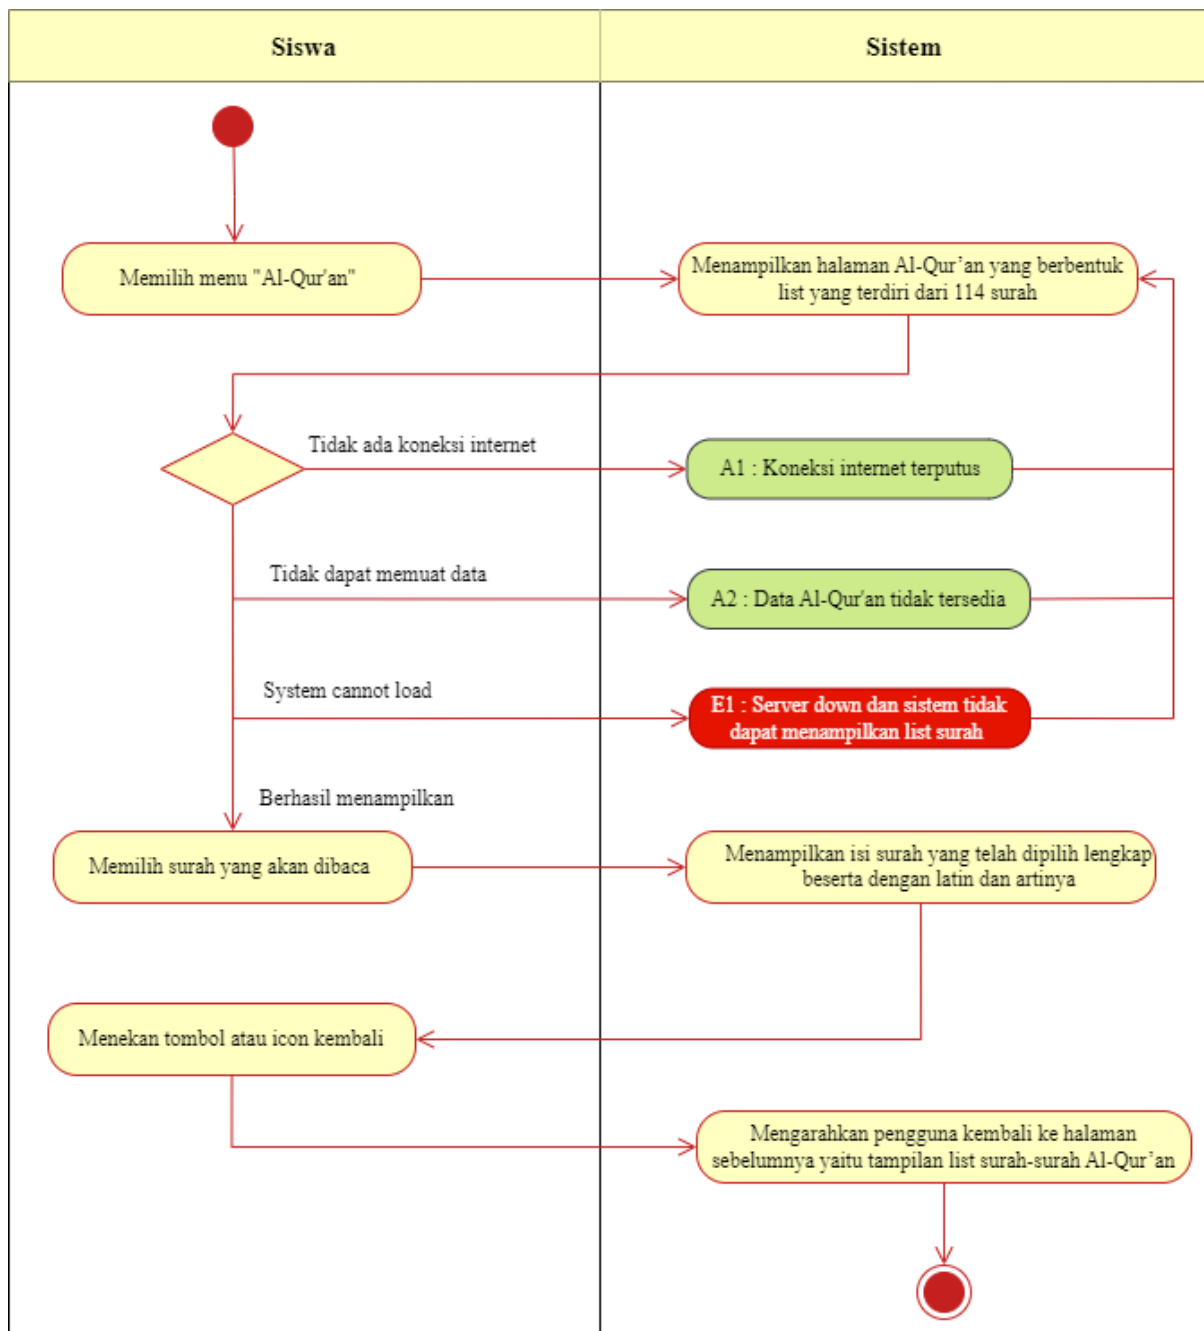 Siswa
Sistem
Memilih menu "Al-Qur'an"
Menampilkan halaman Al-Qur’an yang berbentuk
list yang terdiri dari 114 surah
Tidak ada koneksi internet
A1 : Koneksi internet terputus
Tidak dapat memuat data
A2 : Data Al-Qur'an tidak tersedia
System cannot load
E1 : Server down dan sistem tidak
dapat menampilkan list surah
Berhasil menampilkan
Memilih surah yang akan dibaca
Menampilkan isi surah yang telah dipilih lengkap
beserta dengan latin dan artinya
Menekan tombol atau icon kembali
Mengarahkan pengguna kembali ke halaman
sebelumnya yaitu tampilan list surah-surah Al-Qur’an